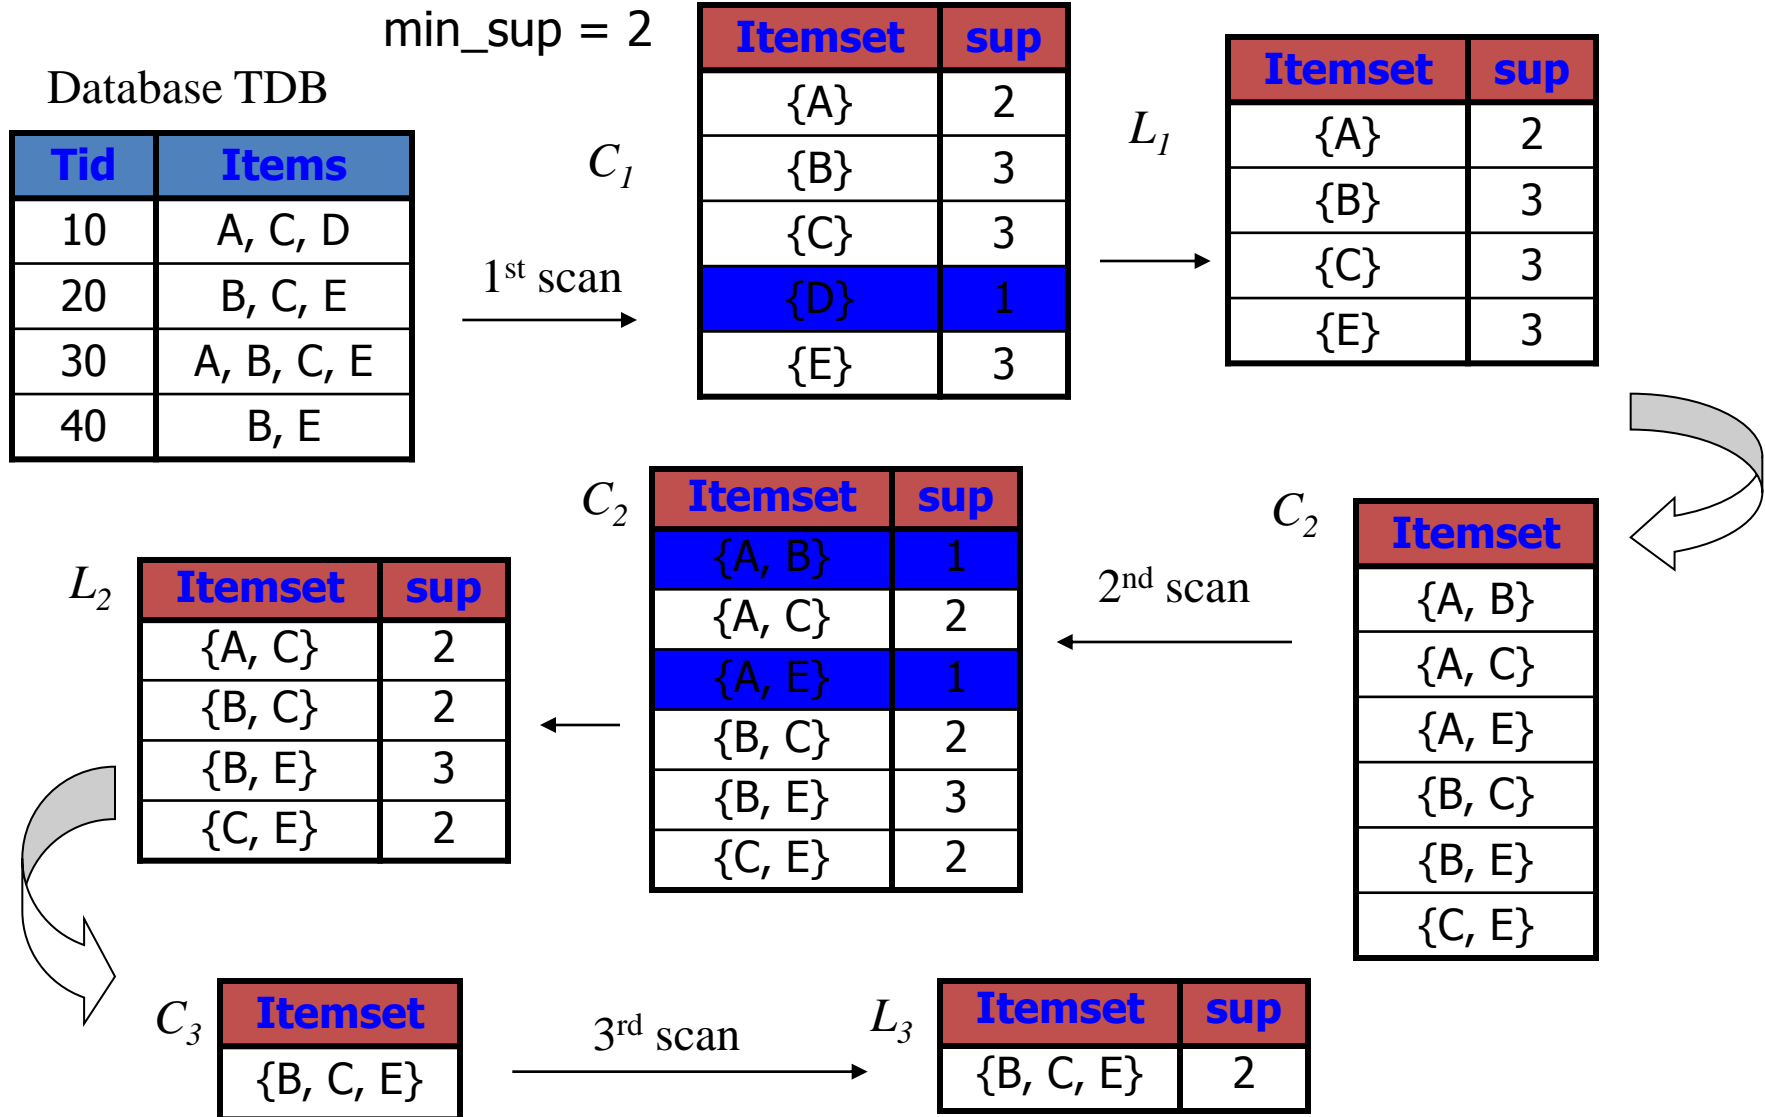 min_sup = 2
Database TDB
Tid Items
10 A, C, D
20 B, C, E
30 A, B, C, E
40 B, E
1st scan
C1
Itemset sup
{A} 2
{B} 3
{C} 3
{D} 1
{E} 3
L1
Itemset sup
{A} 2
{B} 3
{C} 3
{E} 3
C2
Itemset
{A, B}
{A, C}
{A, E}
{B, C}
{B, E}
{C, E}
2nd scan
C2
Itemset sup
{A, B} 1
{A, C} 2
{A, E} 1
{B, C} 2
{B, E} 3
{C, E} 2
L2
Itemset sup
{A, C} 2
{B, C} 2
{B, E} 3
{C, E} 2
C3
Itemset
{B, C, E}
3rd scan
L3
Itemset sup
{B, C, E} 2